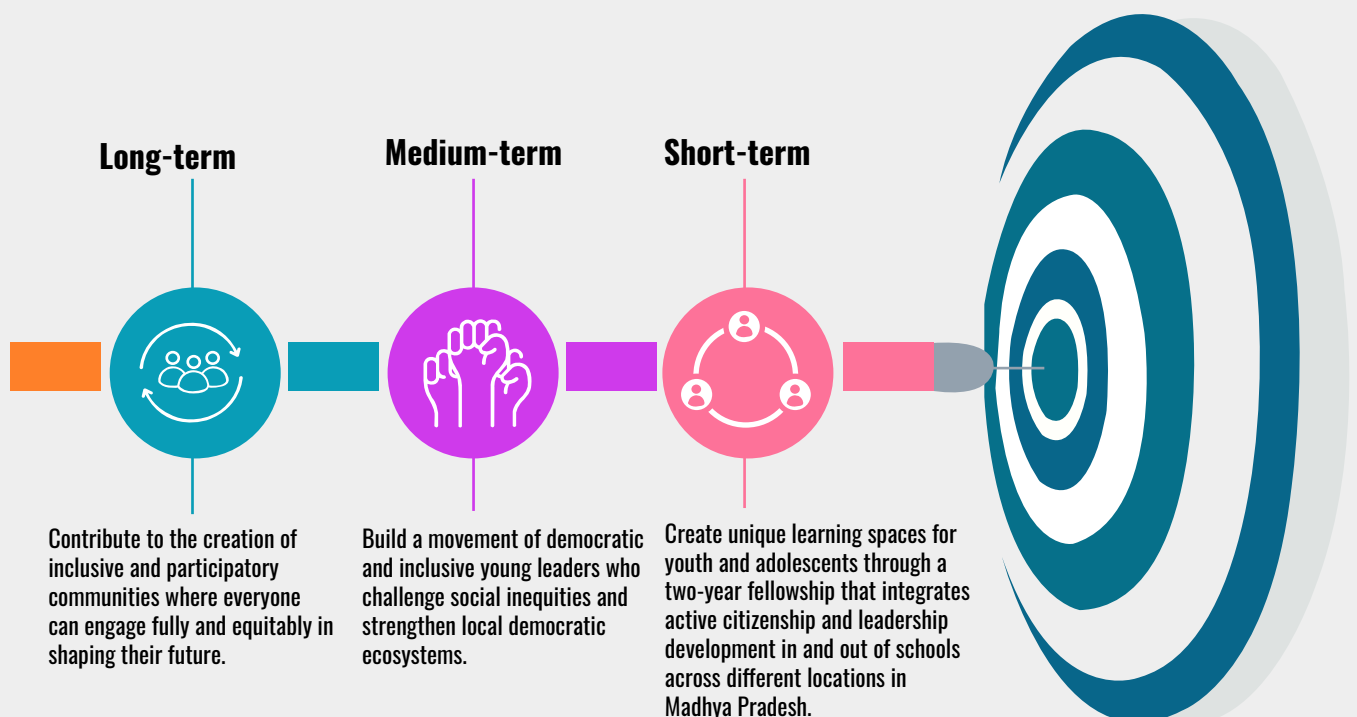 Long-term
Contribute to the creation of
inclusive and participatory
communities where everyone
can engage fully and equitably in
shaping their future.
Medium-term
Build a movement of democratic
and inclusive young leaders who
challenge social inequities and
strengthen local democratic
ecosystems.
Short-term
Create unique learning spaces for
youth and adolescents through a
two-year fellowship that integrates
active citizenship and leadership
development in and out of schools
across different locations in
Madhya Pradesh.